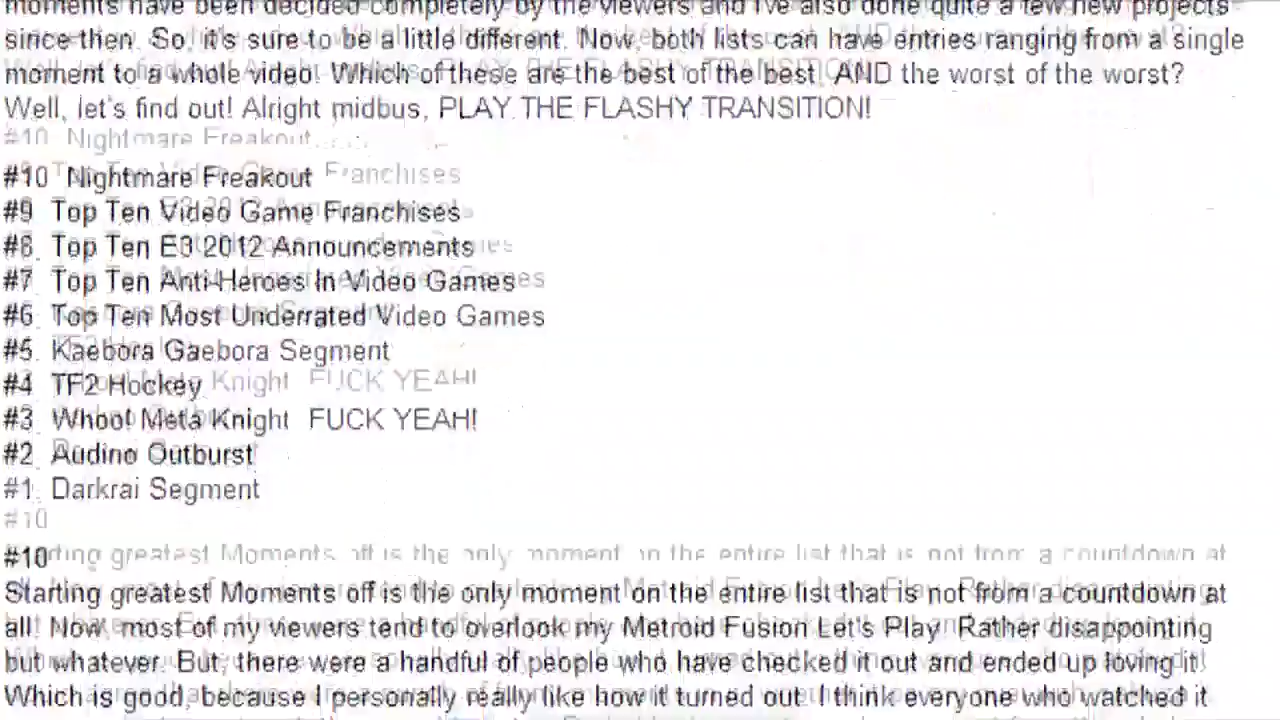 moments have been decided completely by the viewers and I've also done quite a few new projects
since then. So, it's sure to be a little different. Now, both lists can have entries ranging from a single
moment to a whole video! Which of these are the best of the best, AND the worst of the worst?
Well, let's find out! Alright midbus, PLAY THE FLASHY TRANSITION!
#10 Nightmare Freakout
#9. Top Ten Video Game Franchises
#8. Top Ten E3 2012 Announcements
#7. Top Ten Anti-Heroes In Video Games
#6. Top Ten Most Underrated Video Games
#5. Kaebora Gaebora Segment
#4. TF2 Hockey
#3. Whoo! Meta Knight FUCK YEAH!
#2. Audino Outburst
#1. Darkrai Segment
#10
Starting greatest Moments off is the only moment on the entire list that is not from a countdown at
all. Now, most of my viewers tend to overlook my Metroid Fusion Let's Play. Rather disappointing
but whatever. But, there were a handful of people who have checked it out and ended up loving it!
Which is good, because I personally really like how it turned out. I think everyone who watched it